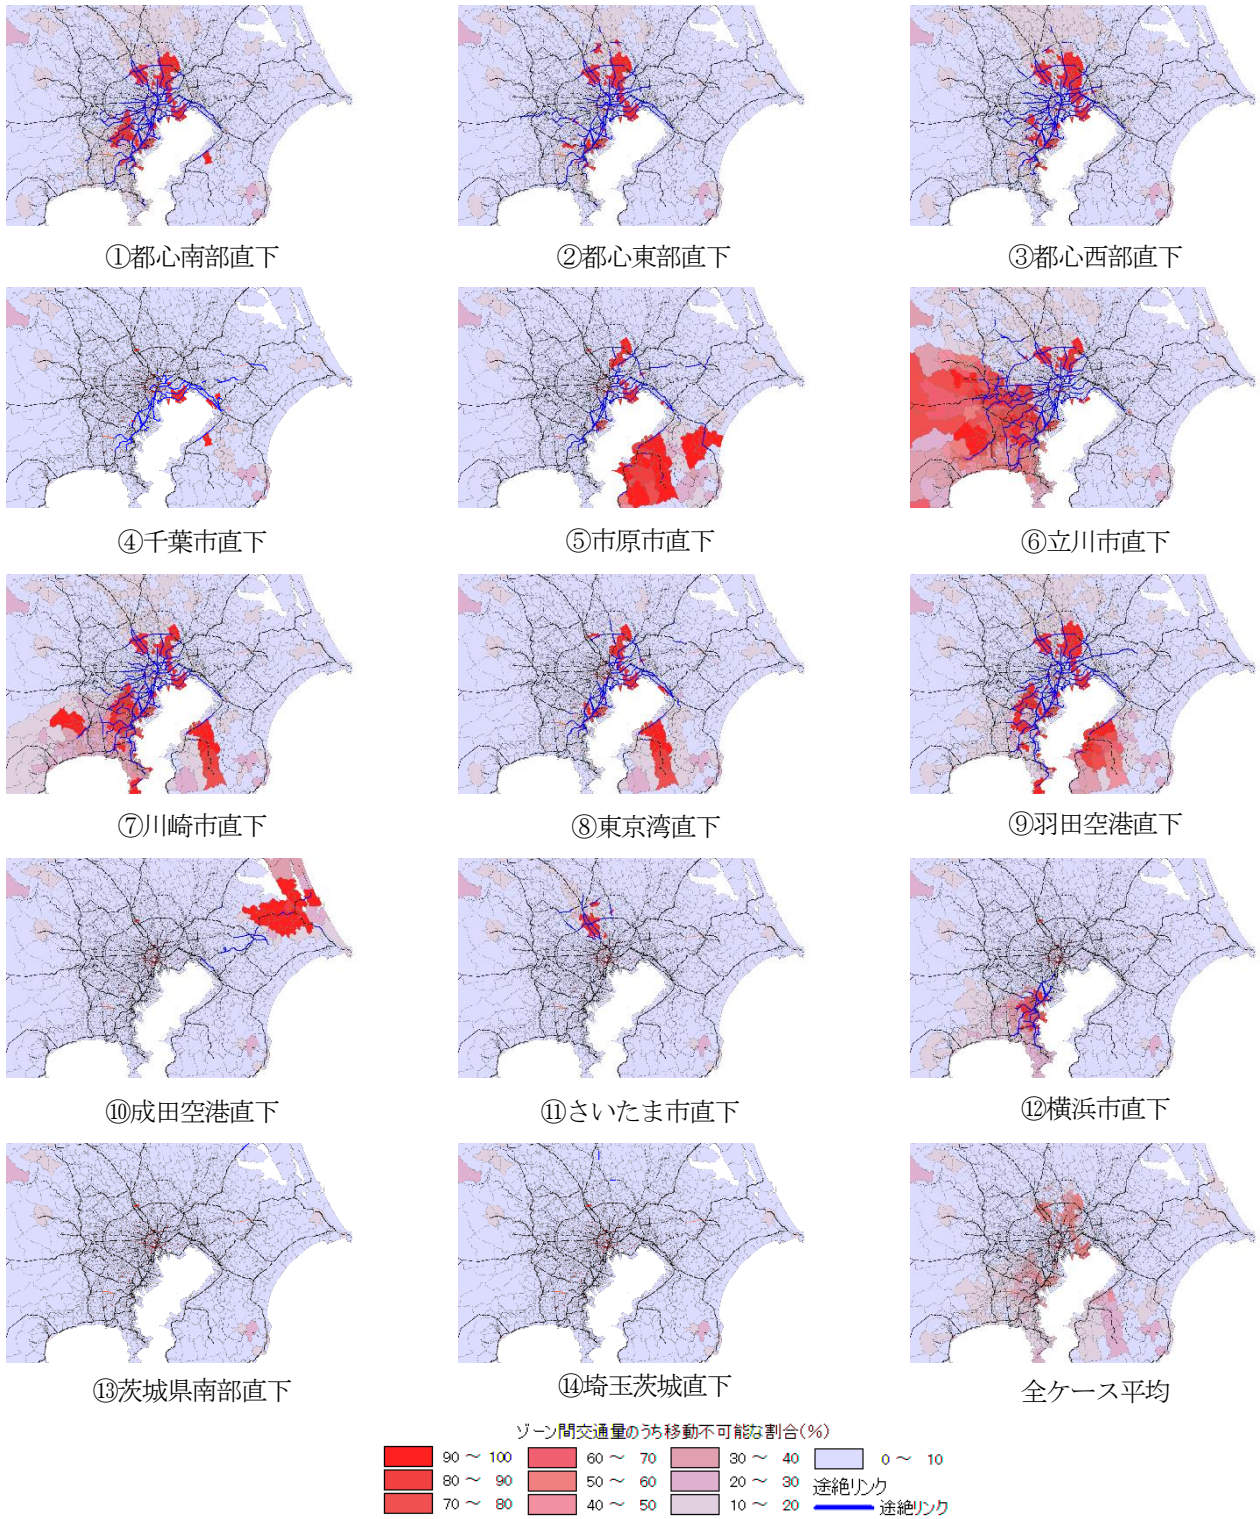 ①都心南部直下
②都心東部直下
③都心西部直下
④千葉市直下
⑤市原市直下
⑥立川市直下
⑦川崎市直下
⑧東京湾直下
⑨羽田空港直下
⑩成田空港直下
⑪さいたま市直下
⑫横浜市直下
⑬茨城県南部直下
⑭埼玉茨城直下
全ケース平均
ゾーン間交通量のうち移動不可能な割合(%)
90 ～ 100
80 ～ 90
70 ～ 80
60 ～ 70
50 ～ 60
40 ～ 50
30 ～ 40
20 ～ 30
10 ～ 20
0 ～ 10
途絶リンク
途絶リンク